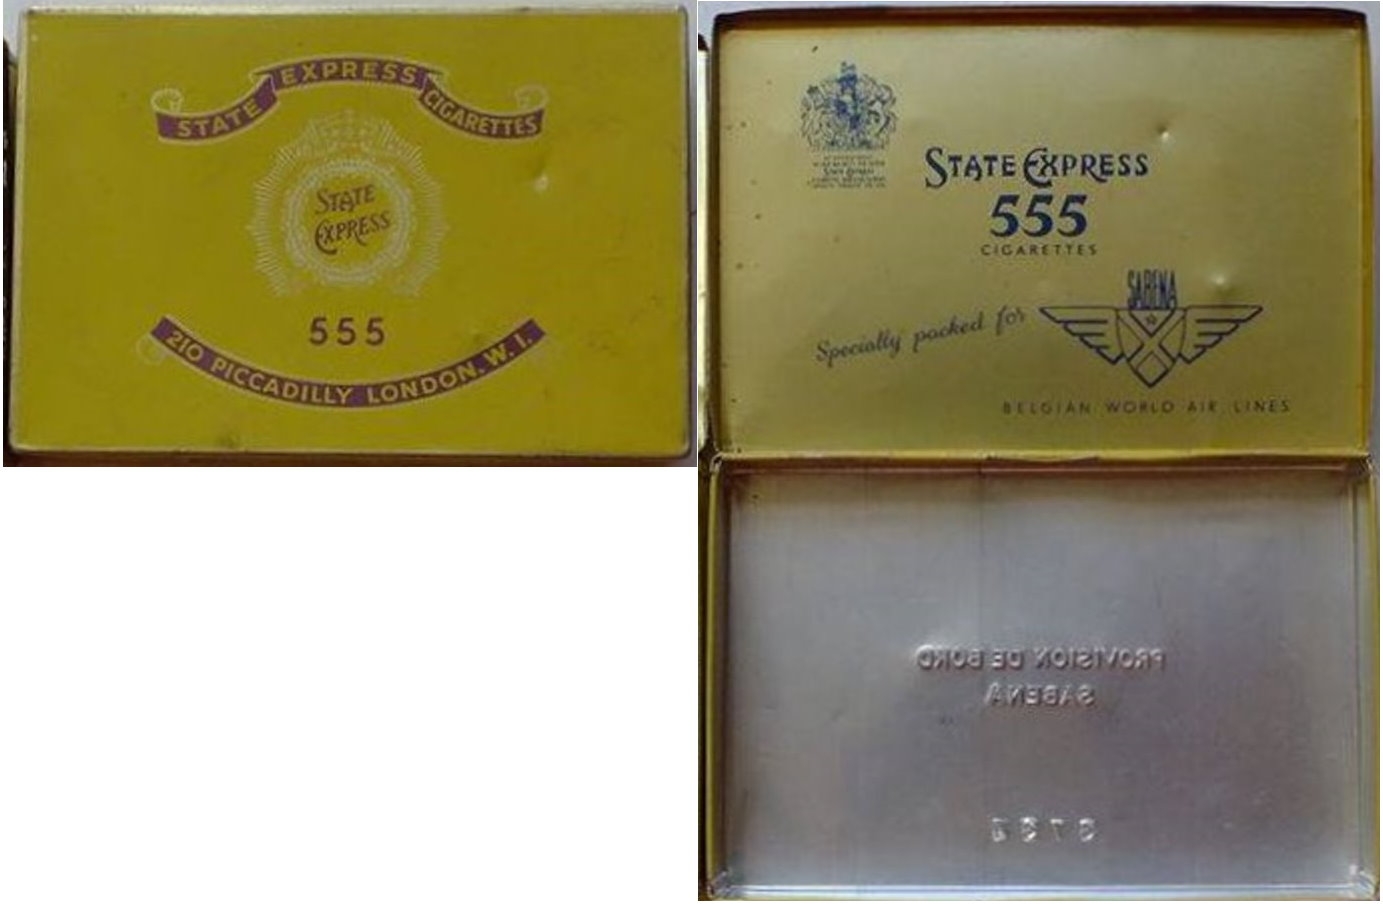 STATE EXPRESS CIGARETTES
STATE
EXPRESS
555
210 PICCADILLY LONDON, W. I.
STATE EXPRESS
555
CIGARETTES
SABENA
Specially packed for
BELGIAN WORLD AIR LINES
PROVISION DE BORD
SABENA